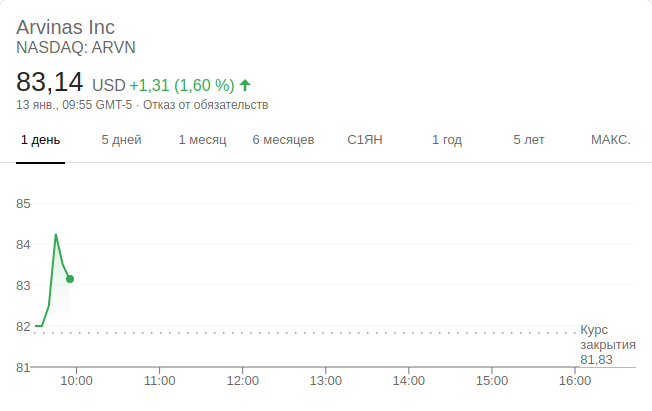 Arvinas Inc
NASDAQ: ARVN
83,14 USD +1,31 (1,60 %)
13 янв., 09:55 GMT-5 · Отказ от обязательств
1 день 5 дней 1 месяц 6 месяцев С1ЯН 1 год 5 лет МАКС.
85
84
83
82
Курс
закрытия
81,83
81
10:00 11:00 12:00 13:00 14:00 15:00 16:00